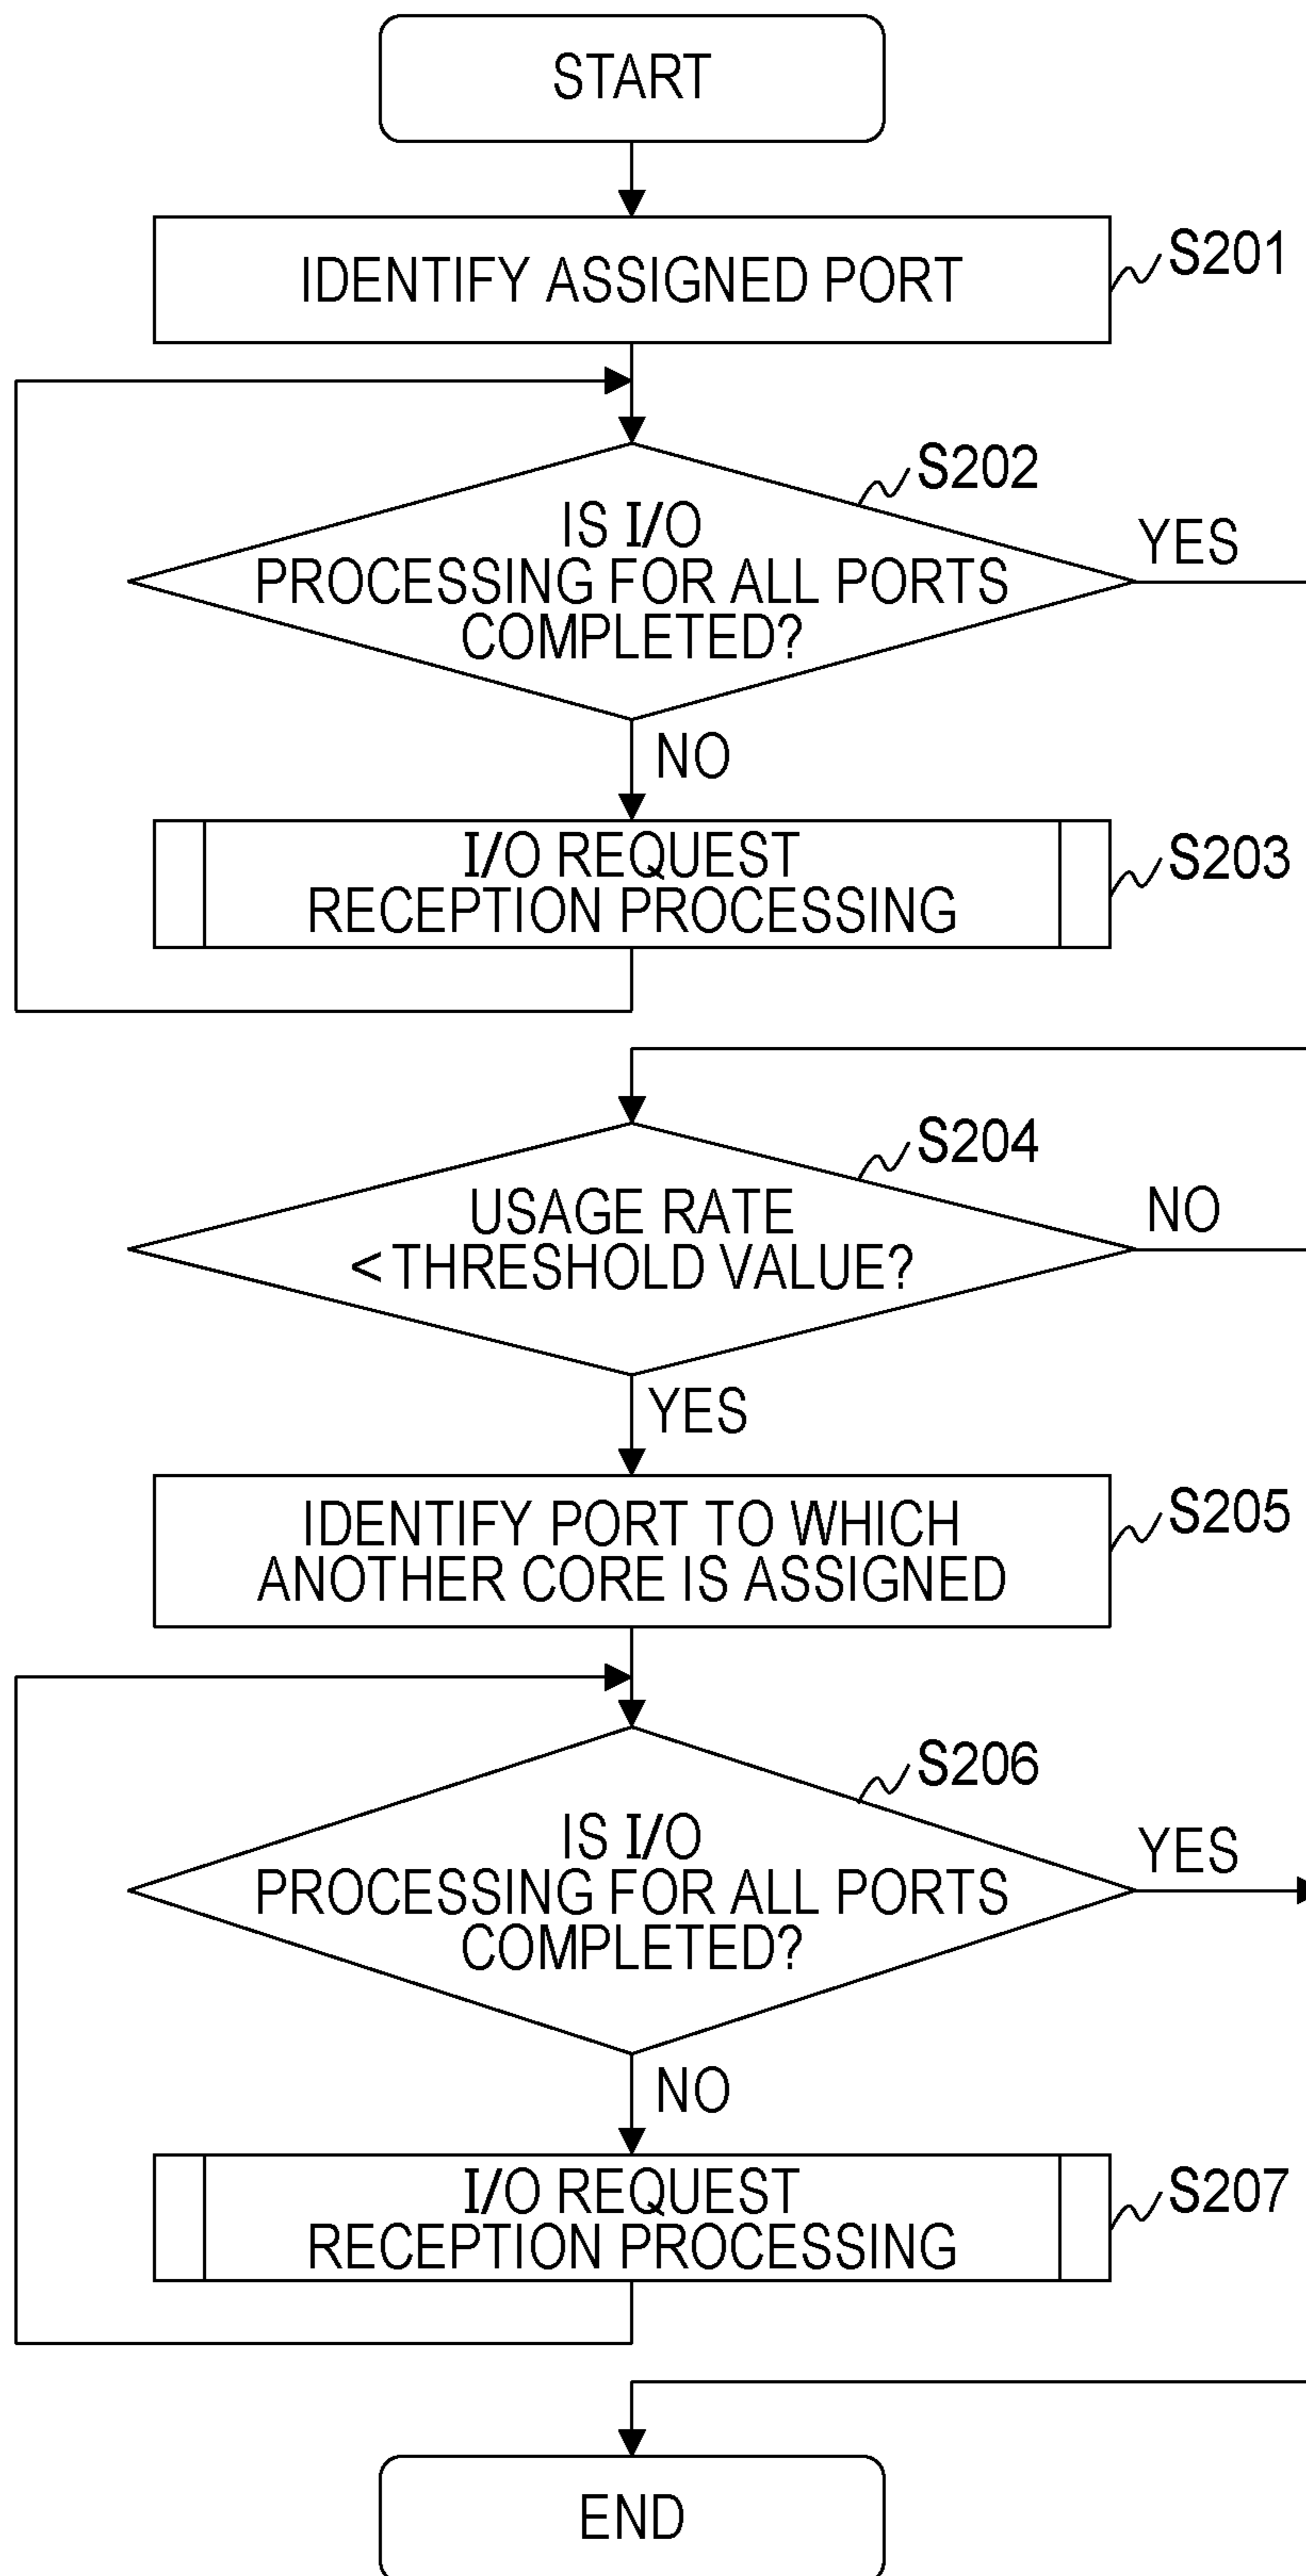 START
IDENTIFY ASSIGNED PORT
S201
S202
IS I/O
PROCESSING FOR ALL PORTS
COMPLETED?
YES
NO
I/O REQUEST
RECEPTION PROCESSING
S203
S204
USAGE RATE
< THRESHOLD VALUE?
NO
YES
IDENTIFY PORT TO WHICH
ANOTHER CORE IS ASSIGNED
S205
S206
IS I/O
PROCESSING FOR ALL PORTS
COMPLETED?
YES
NO
I/O REQUEST
RECEPTION PROCESSING
S207
END